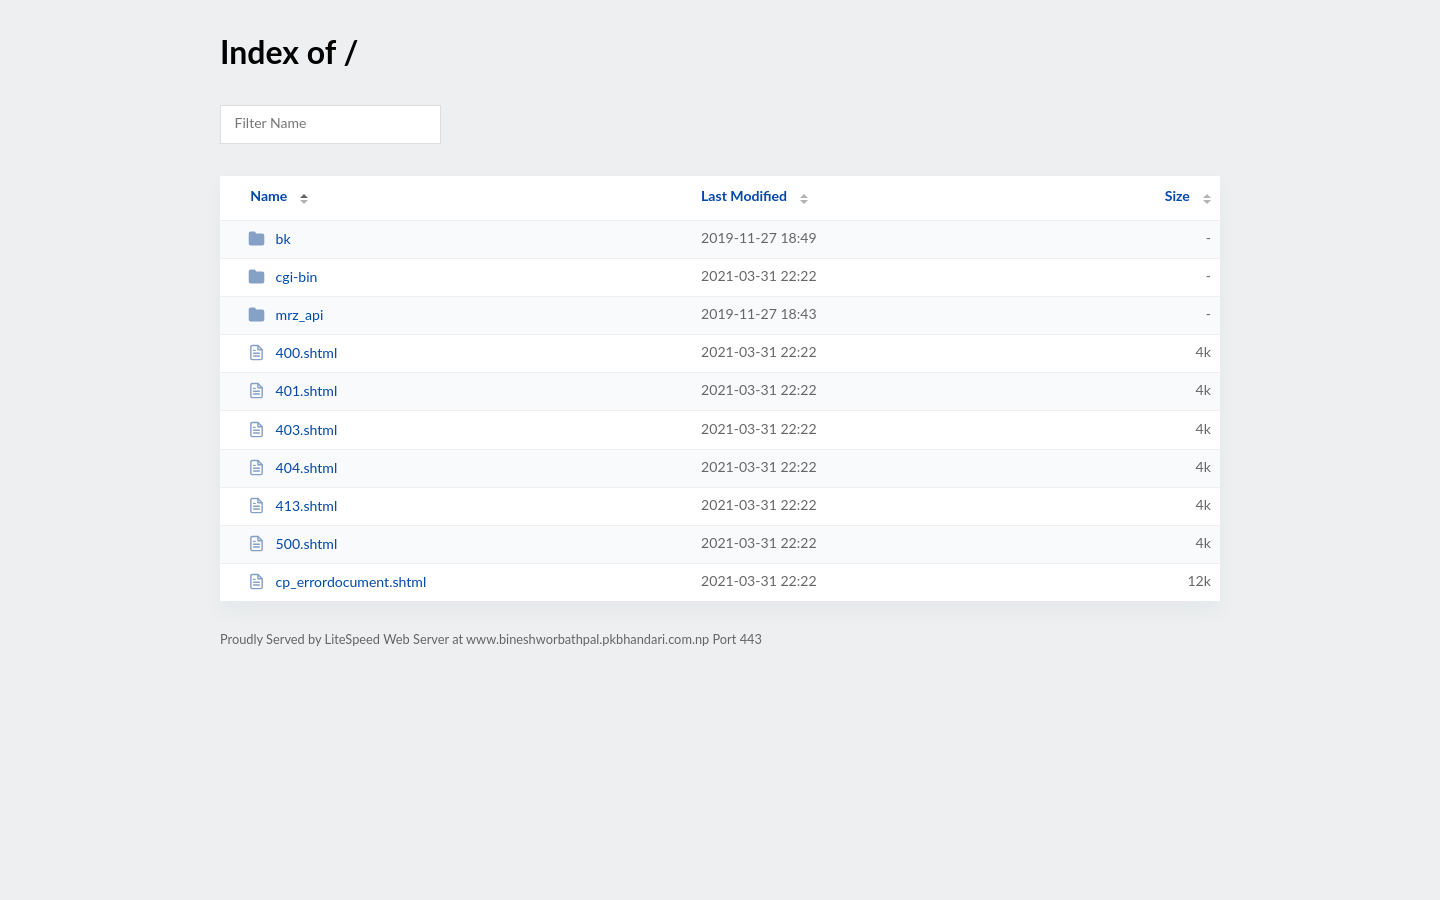 Index of /
Filter Name
Name Last Modified Size
bk 2019-11-27 18:49 -
cgi-bin 2021-03-31 22:22 -
mrz_api 2019-11-27 18:43 -
400.shtml 2021-03-31 22:22 4k
401.shtml 2021-03-31 22:22 4k
403.shtml 2021-03-31 22:22 4k
404.shtml 2021-03-31 22:22 4k
413.shtml 2021-03-31 22:22 4k
500.shtml 2021-03-31 22:22 4k
cp_errordocument.shtml 2021-03-31 22:22 12k
Proudly Served by LiteSpeed Web Server at www.bineshworbathpal.pkbhandari.com.np Port 443